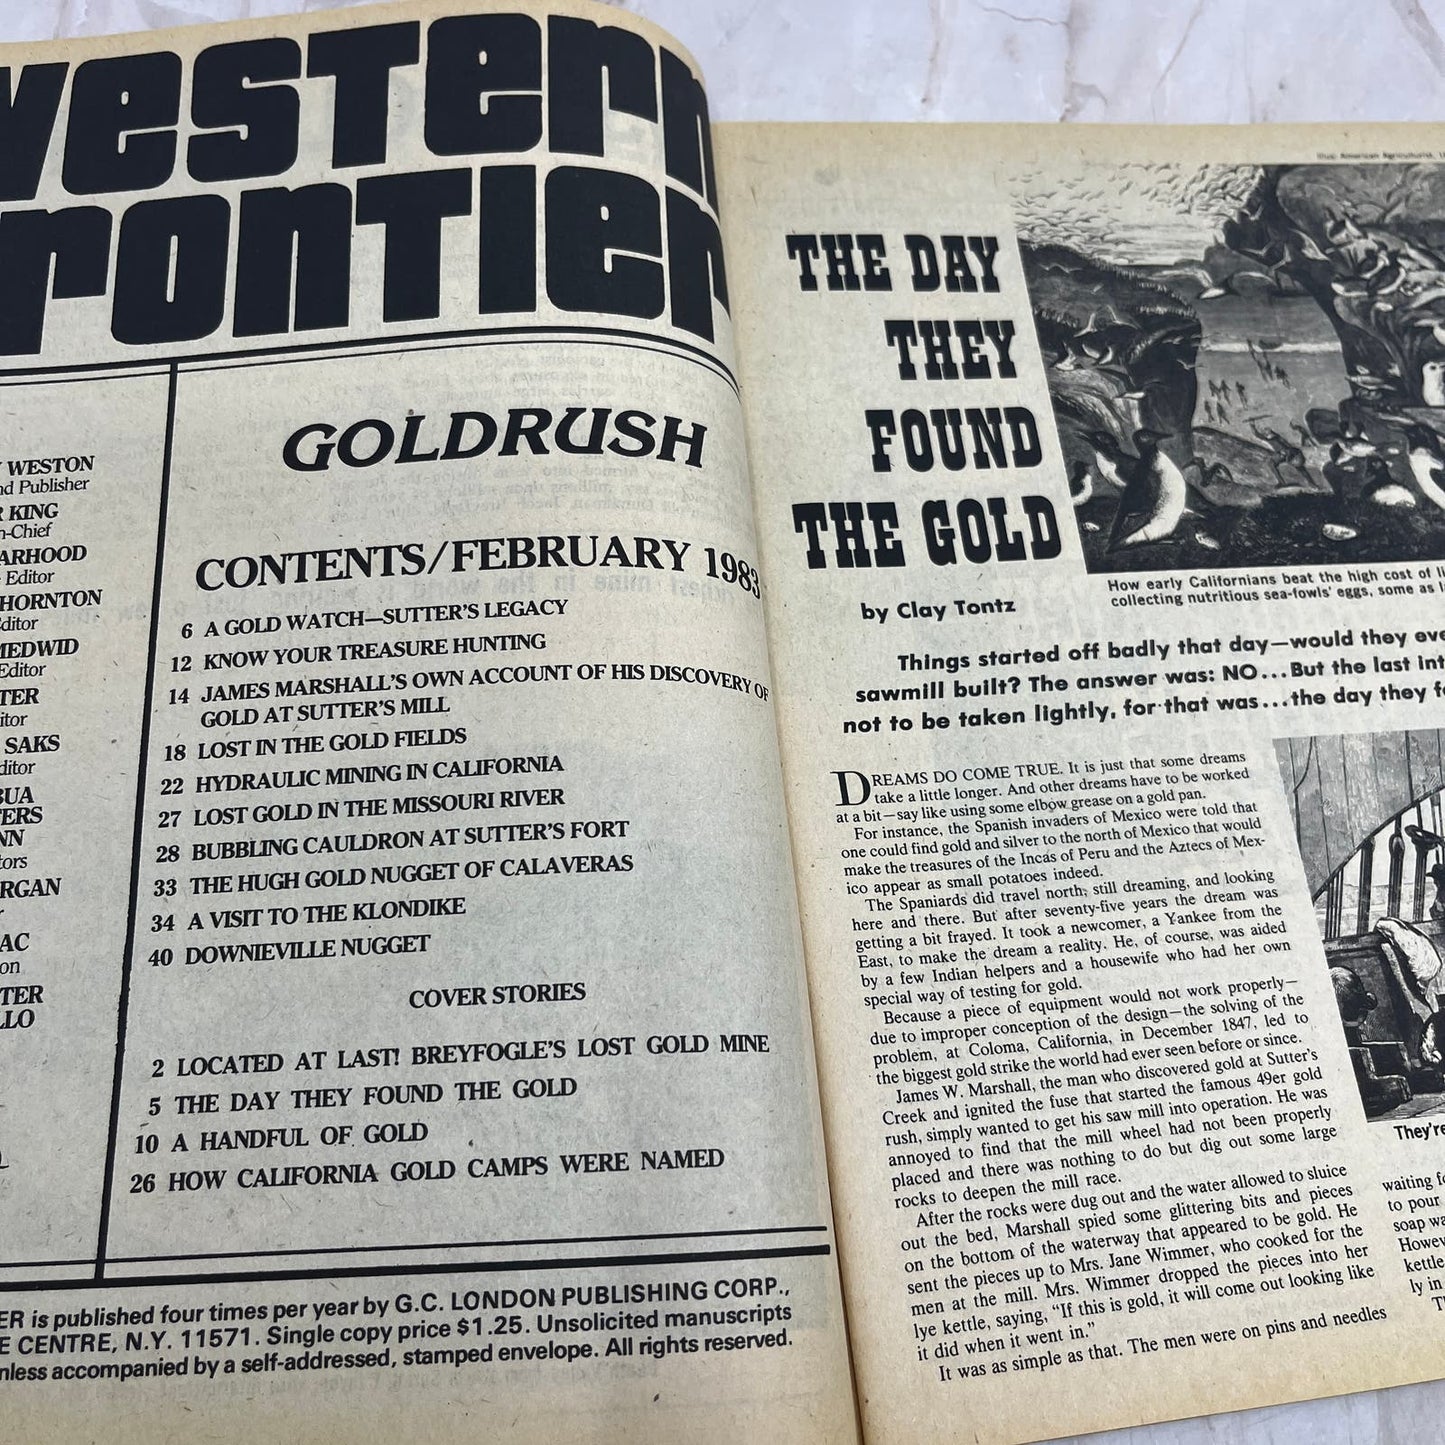 WESTERN
FRONTIER
WESTON
nd Publisher
KING
n-Chief
ARHOOD
Editor
HORNTON
ditor
MEDWID
Editor
TER
itor
SAKS
ditor
BUA
TERS
NN
tors
RGAN
r
AC
on
TER
LLO
GOLDRUSH
CONTENTS/FEBRUARY 1983
6 A GOLD WATCH—SUTTER'S LEGACY
12 KNOW YOUR TREASURE HUNTING
14 JAMES MARSHALL'S OWN ACCOUNT OF HIS DISCOVERY OF
GOLD AT SUTTER'S MILL
18 LOST IN THE GOLD FIELDS
22 HYDRAULIC MINING IN CALIFORNIA
27 LOST GOLD IN THE MISSOURI RIVER
28 BUBBLING CAULDRON AT SUTTER'S FORT
33 THE HUGH GOLD NUGGET OF CALAVERAS
34 A VISIT TO THE KLONDIKE
40 DOWNIEVILLE NUGGET
COVER STORIES
2 LOCATED AT LAST! BREYFOGLE'S LOST GOLD MINE
5 THE DAY THEY FOUND THE GOLD
10 A HANDFUL OF GOLD
26 HOW CALIFORNIA GOLD CAMPS WERE NAMED
ER is published four times per year by G.C. LONDON PUBLISHING CORP.,
E CENTRE, N.Y. 11571. Single copy price $1.25. Unsolicited manuscripts
nless accompanied by a self-addressed, stamped envelope. All rights reserved.
Illus: American Agriculturist,
THE DAY
THEY
FOUND
THE GOLD
by Clay Tontz
How early Californians beat the high cost of li
collecting nutritious sea-fowls' eggs, some as l
Things started off badly that day—would they eve
sawmill built? The answer was: NO...But the last int
not to be taken lightly, for that was...the day they fo
DREAMS DO COME TRUE. It is just that some dreams
take a little longer. And other dreams have to be worked
at a bit—say like using some elbow grease on a gold pan.
For instance, the Spanish invaders of Mexico were told that
one could find gold and silver to the north of Mexico that would
make the treasures of the Incas of Peru and the Aztecs of Mex-
ico appear as small potatoes indeed.
The Spaniards did travel north, still dreaming, and looking
here and there. But after seventy-five years the dream was
getting a bit frayed. It took a newcomer, a Yankee from the
East, to make the dream a reality. He, of course, was aided
by a few Indian helpers and a housewife who had her own
special way of testing for gold.
Because a piece of equipment would not work properly—
due to improper conception of the design—the solving of the
problem, at Coloma, California, in December 1847, led to
the biggest gold strike the world had ever seen before or since.
James W. Marshall, the man who discovered gold at Sutter's
Creek and ignited the fuse that started the famous 49er gold
rush, simply wanted to get his saw mill into operation. He was
annoyed to find that the mill wheel had not been properly
placed and there was nothing to do but dig out some large
rocks to deepen the mill race.
After the rocks were dug out and the water allowed to sluice
out the bed, Marshall spied some glittering bits and pieces
on the bottom of the waterway that appeared to be gold. He
sent the pieces up to Mrs. Jane Wimmer, who cooked for the
men at the mill. Mrs. Wimmer dropped the pieces into her
lye kettle, saying, "If this is gold, it will come out looking like
it did when it went in."
It was as simple as that. The men were on pins and needles
They're
waiting fo
to pour
soap wa
Howev
kettle
ly in